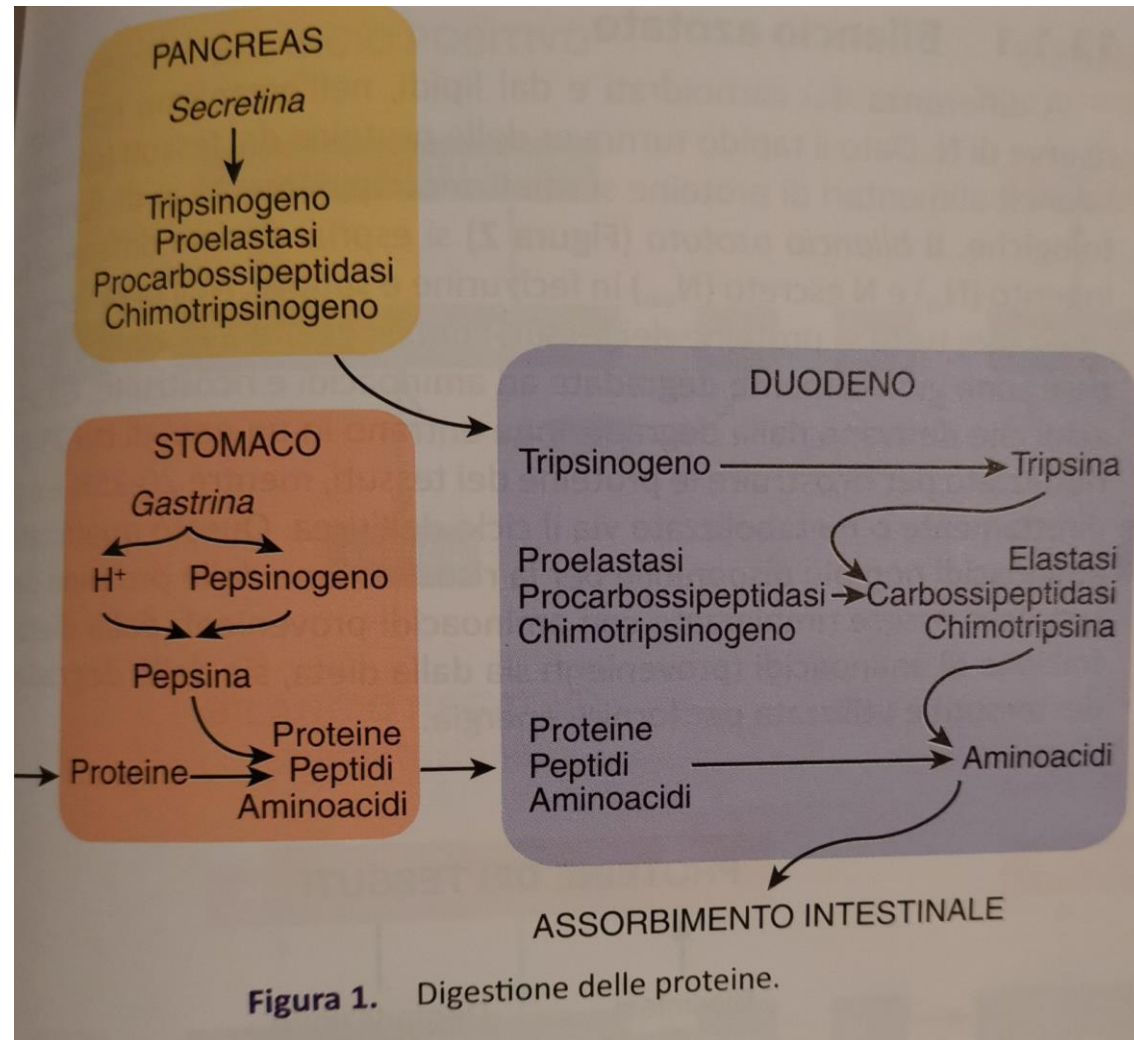 PANCREAS
Secretina
Tripsinogeno
Proelastasi
Procarbossipeptidasi
Chimotripsinogeno
STOMACO
Gastrina
H⁺ Pepsinogeno
Pepsina
Proteine
Proteine
Peptidi
Aminoacidi
DUODENO
Tripsinogeno Tripsina
Proelastasi Elastasi
Procarbossipeptidasi Carbossipeptidasi
Chimotripsinogeno Chimotripsina
Proteine
Peptidi Aminoacidi
Aminoacidi
ASSORBIMENTO INTESTINALE
Figura 1. Digestione delle proteine.